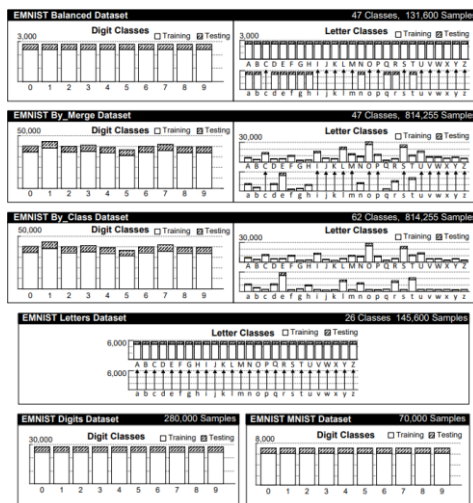 EMNIST Balanced Dataset 47 Classes, 131,600 Samples
Digit Classes Training Testing Letter Classes Training Testing
3,000 3,000
A B C D E F G H I J K L M N O P Q R S T U V W X Y Z
0 1 2 3 4 5 6 7 8 9 a b c d e f g h i j k l m n o p q r s t u v w x y z
EMNIST By_Merge Dataset 47 Classes, 814,255 Samples
Digit Classes Training Testing Letter Classes Training Testing
50,000 30,000
A B C D E F G H I J K L M N O P Q R S T U V W X Y Z
0 1 2 3 4 5 6 7 8 9 a b c d e f g h i j k l m n o p q r s t u v w x y z
EMNIST By_Class Dataset 62 Classes, 814,255 Samples
Digit Classes Training Testing Letter Classes Training Testing
50,000 30,000
A B C D E F G H I J K L M N O P Q R S T U V W X Y Z
0 1 2 3 4 5 6 7 8 9 a b c d e f g h i j k l m n o p q r s t u v w x y z
EMNIST Letters Dataset 26 Classes 145,600 Samples
Letter Classes Training Testing
6,000
A B C D E F G H I J K L M N O P Q R S T U V W X Y Z
6,000
a b c d e f g h i j k l m n o p q r s t u v w x y z
EMNIST Digits Dataset 280,000 Samples
Digit Classes Training Testing
30,000
0 1 2 3 4 5 6 7 8 9
EMNIST MNIST Dataset 70,000 Samples
Digit Classes Training Testing
8,000
0 1 2 3 4 5 6 7 8 9